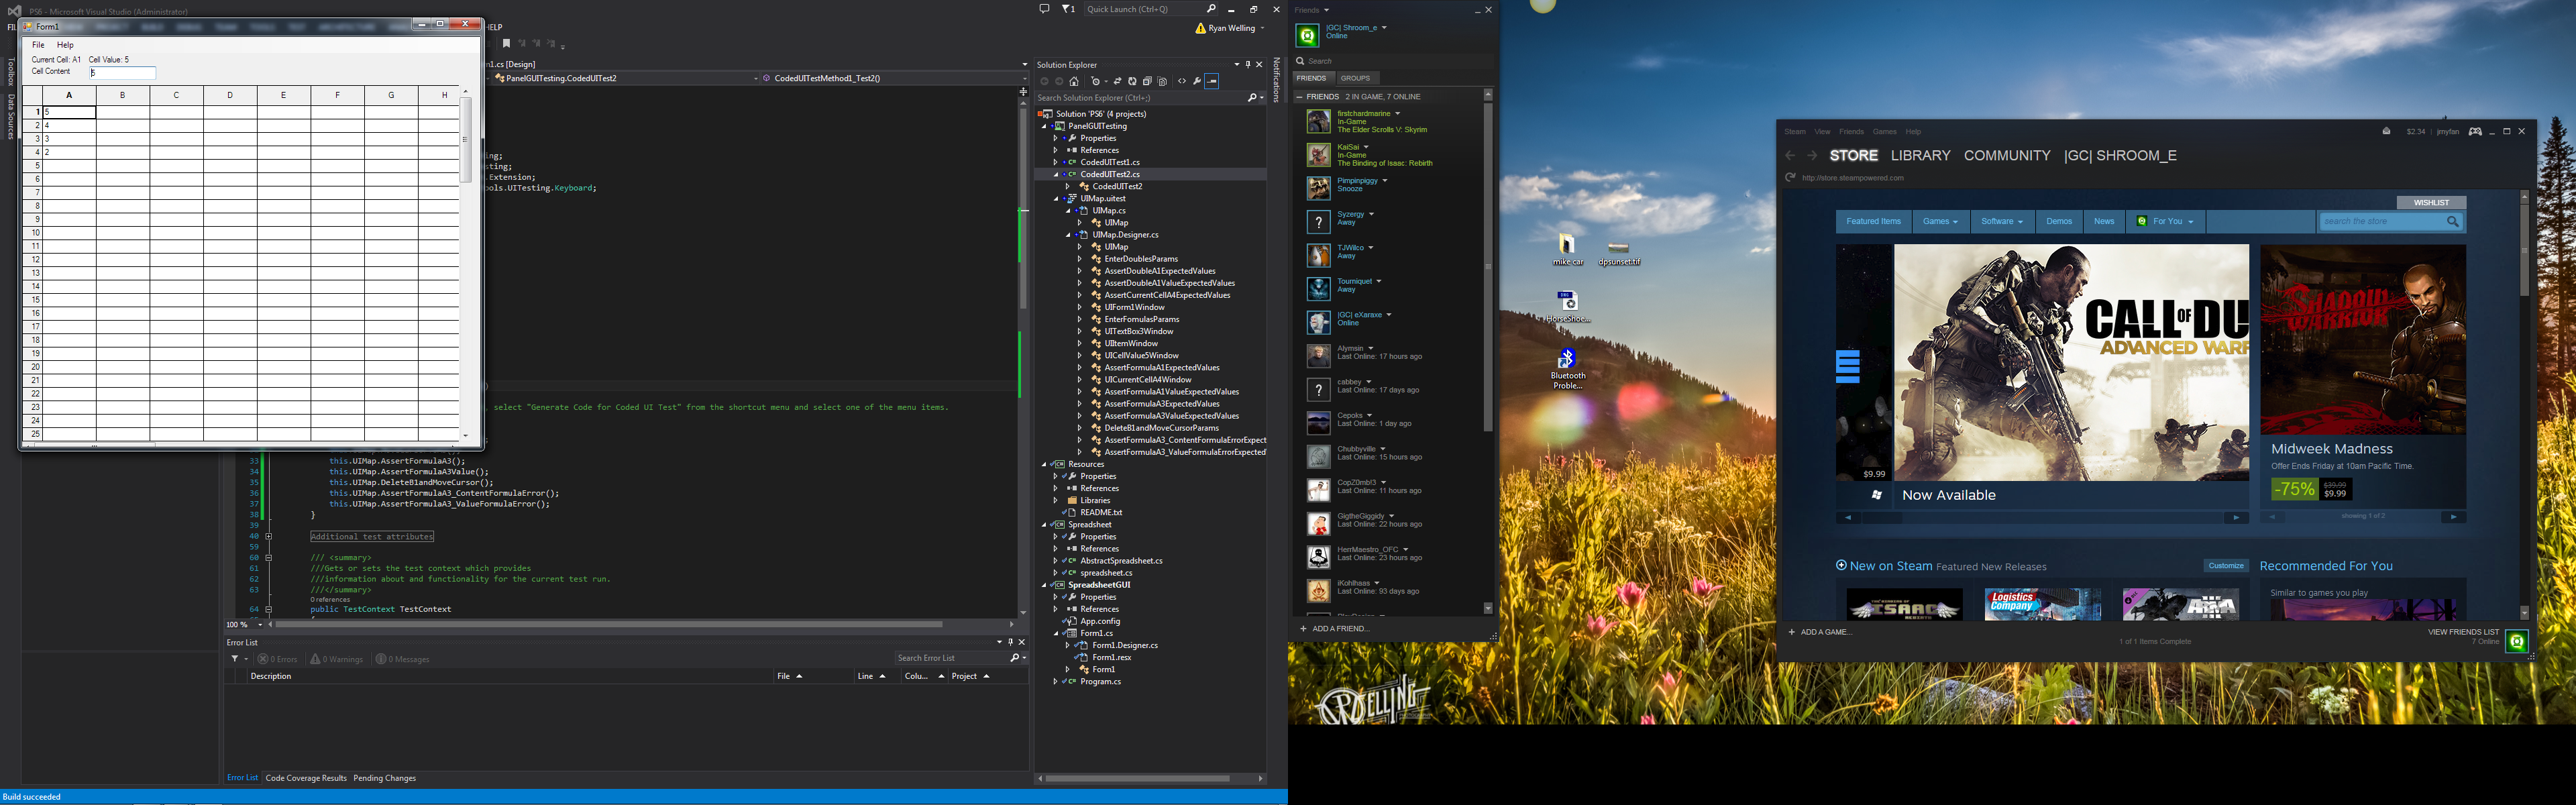 PS6 - Microsoft Visual Studio (Administrator)
Quick Launch (Ctrl+Q)
HELP
Ryan Welling
Form1
File Help
Current Cell: A1 Cell Value: 5
Cell Content 5
A B C D E F G H
1 5
2 4
3 3
4 2
5
6
7
8
9
10
11
12
13
14
15
16
17
18
19
20
21
22
23
24
25
Toolbox
Data Sources
[Design]
PanelGUITesting.CodedUITest2
CodedUITestMethod1_Test2()
ing;
sting;
.Extension;
ools.UITesting.Keyboard;
, select "Generate Code for Coded UI Test" from the shortcut menu and select one of the menu items.
33 this.UIMap.AssertFormulaA3();
34 this.UIMap.AssertFormulaA3Value();
35 this.UIMap.DeleteB1andMoveCursor();
36 this.UIMap.AssertFormulaA3_ContentFormulaError();
37 this.UIMap.AssertFormulaA3_ValueFormulaError();
38 }
39
40 Additional test attributes
59
60 /// <summary>
61 ///Gets or sets the test context which provides
62 ///information about and functionality for the current test run.
63 ///</summary>
0 references
64 public TestContext TestContext
100 %
Error List
0 Errors 0 Warnings 0 Messages
Search Error List
Description File Line Colu... Project
Error List Code Coverage Results Pending Changes
Build succeeded
Solution Explorer
Search Solution Explorer (Ctrl+;)
Solution 'PS6' (4 projects)
PanelGUITesting
Properties
References
CodedUITest1.cs
CodedUITest2.cs
CodedUITest2
UIMap.uitest
UIMap.cs
UIMap
UIMap.Designer.cs
UIMap
EnterDoublesParams
AssertDoubleA1ExpectedValues
AssertDoubleA1ValueExpectedValues
AssertCurrentCellA4ExpectedValues
UIForm1Window
EnterFormulasParams
UITextBox3Window
UIItemWindow
UICellValue5Window
AssertFormulaA1ExpectedValues
UICurrentCellA4Window
AssertFormulaA1ValueExpectedValues
AssertFormulaA3ExpectedValues
AssertFormulaA3ValueExpectedValues
DeleteB1andMoveCursorParams
AssertFormulaA3_ContentFormulaErrorExpect
AssertFormulaA3_ValueFormulaErrorExpected
Resources
Properties
References
Libraries
README.txt
Spreadsheet
Properties
References
AbstractSpreadsheet.cs
spreadsheet.cs
SpreadsheetGUI
Properties
References
App.config
Form1.cs
Form1.Designer.cs
Form1.resx
Form1
Program.cs
Notifications
Friends
|GC| Shroom_e
Online
Search
FRIENDS GROUPS
FRIENDS 2 IN GAME, 7 ONLINE
firstchardmarine
In-Game
The Elder Scrolls V: Skyrim
KaiSai
In-Game
The Binding of Isaac: Rebirth
Pimpinpiggy
Snooze
Syzergy
Away
TJWilco
Away
Tourniquet
Away
|GC| eXaraxe
Online
Alymsin
Last Online: 17 hours ago
cabbey
Last Online: 17 days ago
Cepoks
Last Online: 1 day ago
Chubbyville
Last Online: 15 hours ago
CopZ0mb!3
Last Online: 11 hours ago
GigtheGiggidy
Last Online: 22 hours ago
HerrMaestro_OFC
Last Online: 23 hours ago
iKohlhaas
Last Online: 93 days ago
+ ADD A FRIEND...
mike car
dpsunset.tif
HorseShoe...
Bluetooth
Proble...
RWELLING
Steam View Friends Games Help
$2.34 | jmyfan
STORE LIBRARY COMMUNITY |GC| SHROOM_E
http://store.steampowered.com
WISHLIST
Featured Items Games Software Demos News For You
search the store
CALL OF DU
ADVANCED WARF
$9.99
Now Available
SHADOW
WARRIOR
Midweek Madness
Offer Ends Friday at 10am Pacific Time.
-75% $39.99
$9.99
showing 1 of 2
New on Steam Featured New Releases
Customize
Recommended For You
ISAAC
Logistics
Company
ARMA
Similar to games you play
+ ADD A GAME...
1 of 1 Items Complete
VIEW FRIENDS LIST
7 Online